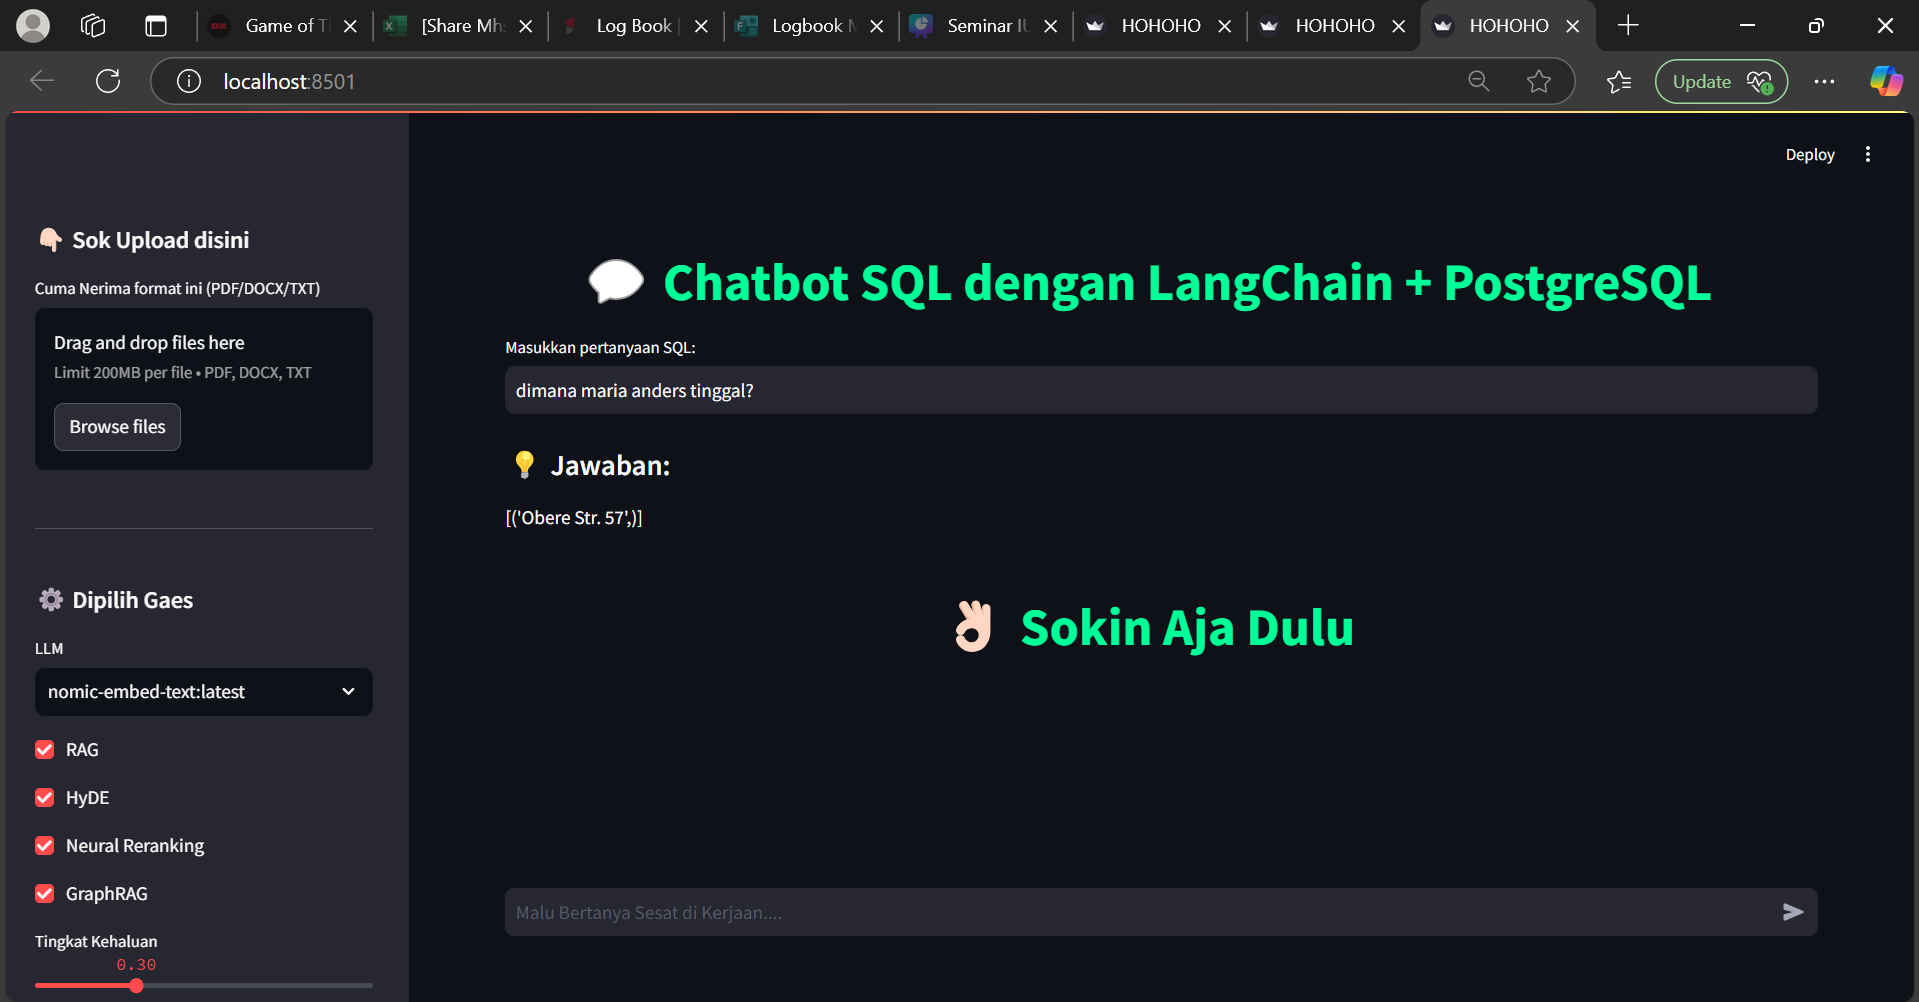 Game of T
[Share Mh
Log Book
Logbook
Seminar IU
HOHOHO
HOHOHO
HOHOHO
localhost:8501
Update
Deploy
Sok Upload disini
Cuma Nerima format ini (PDF/DOCX/TXT)
Drag and drop files here
Limit 200MB per file • PDF, DOCX, TXT
Browse files
Dipilih Gaes
LLM
nomic-embed-text:latest
RAG
HyDE
Neural Reranking
GraphRAG
Tingkat Kehaluan
0.30
Chatbot SQL dengan LangChain + PostgreSQL
Masukkan pertanyaan SQL:
dimana maria anders tinggal?
Jawaban:
[('Obere Str. 57',)]
Sokin Aja Dulu
Malu Bertanya Sesat di Kerjaan....